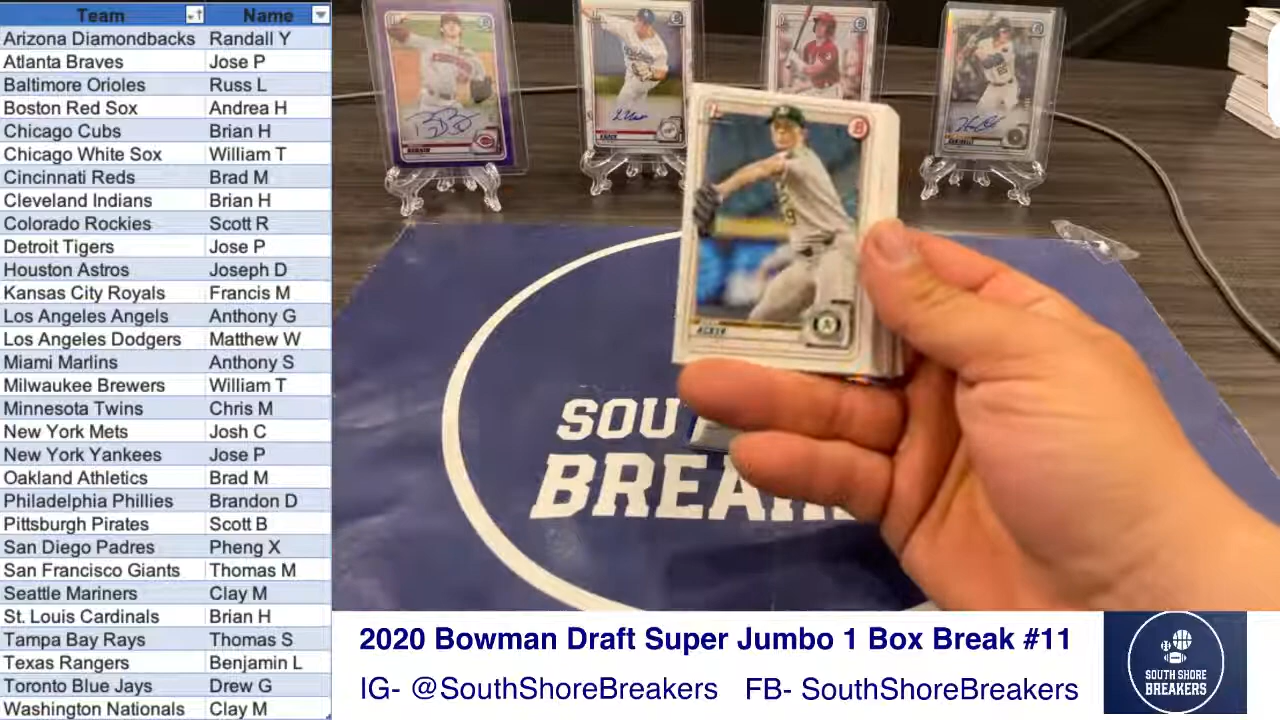 Team Name
Arizona Diamondbacks Randall Y
Atlanta Braves Jose P
Baltimore Orioles Russ L
Boston Red Sox Andrea H
Chicago Cubs Brian H
Chicago White Sox William T
Cincinnati Reds Brad M
Cleveland Indians Brian H
Colorado Rockies Scott R
Detroit Tigers Jose P
Houston Astros Joseph D
Kansas City Royals Francis M
Los Angeles Angels Anthony G
Los Angeles Dodgers Matthew W
Miami Marlins Anthony S
Milwaukee Brewers William T
Minnesota Twins Chris M
New York Mets Josh C
New York Yankees Jose P
Oakland Athletics Brad M
Philadelphia Phillies Brandon D
Pittsburgh Pirates Scott B
San Diego Padres Pheng X
San Francisco Giants Thomas M
Seattle Mariners Clay M
St. Louis Cardinals Brian H
Tampa Bay Rays Thomas S
Texas Rangers Benjamin L
Toronto Blue Jays Drew G
Washington Nationals Clay M
SOU
BREA
2020 Bowman Draft Super Jumbo 1 Box Break #11
IG- @SouthShoreBreakers FB- SouthShoreBreakers
SOUTH SHORE
BREAKERS